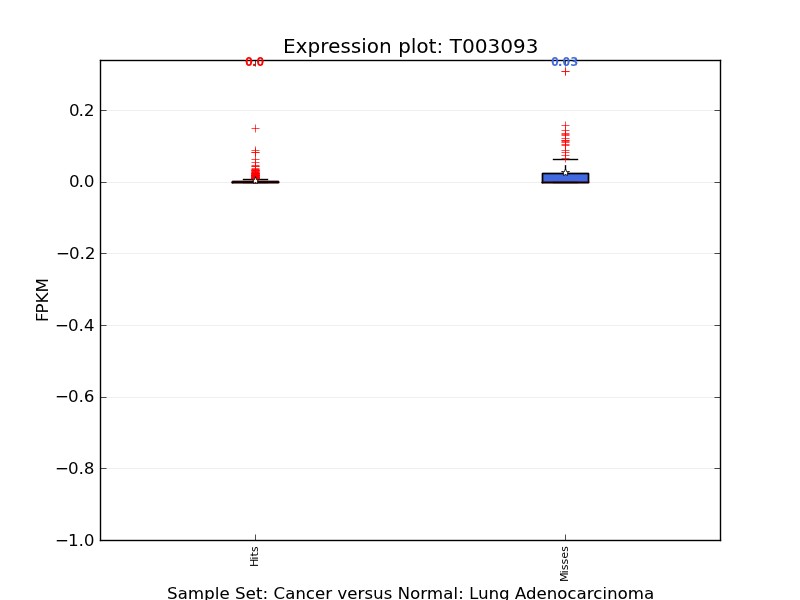 Expression plot: T003093
0.0
0.03
0.2
0.0
−0.2
−0.4
−0.6
−0.8
−1.0
FPKM
Hits
Misses
Sample Set: Cancer versus Normal: Lung Adenocarcinoma